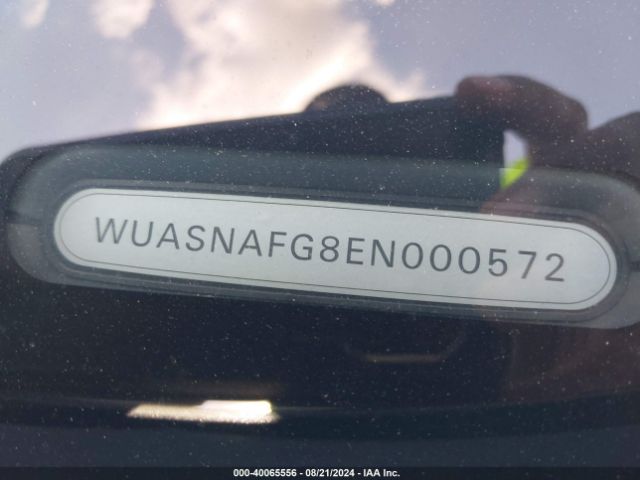 WUASNAFG8EN000572
000-40065556 - 08/21/2024 - IAA Inc.